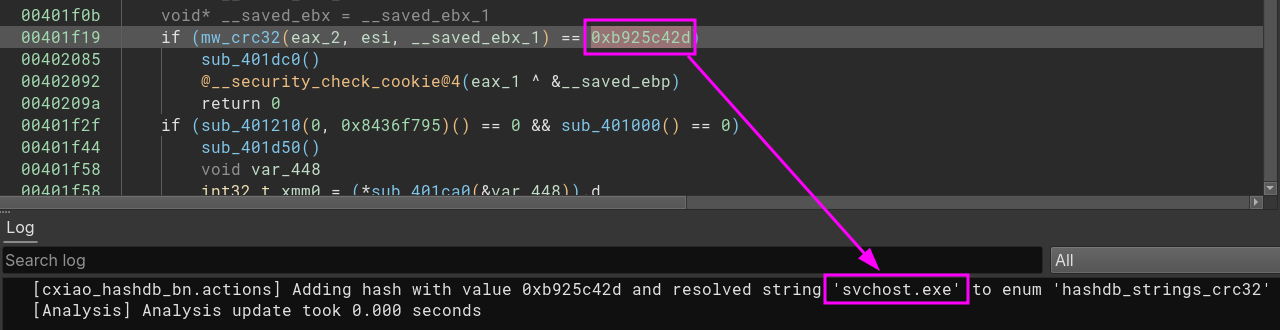 00401f0b void* __saved_ebx = __saved_ebx_1
00401f19 if (mw_crc32(eax_2, esi, __saved_ebx_1) == 0xb925c42d)
00402085 sub_401dc0()
00402092 @__security_check_cookie@4(eax_1 ^ &__saved_ebp)
0040209a return 0
00401f2f if (sub_401210(0, 0x8436f795)() == 0 && sub_401000() == 0)
00401f44 sub_401d50()
00401f58 void var_448
00401f58 int32_t xmm0 = (*sub_401ca0(&var_448)).d
Log
Search log All
[cxiao_hashdb_bn.actions] Adding hash with value 0xb925c42d and resolved string 'svchost.exe' to enum 'hashdb_strings_crc32'
[Analysis] Analysis update took 0.000 seconds